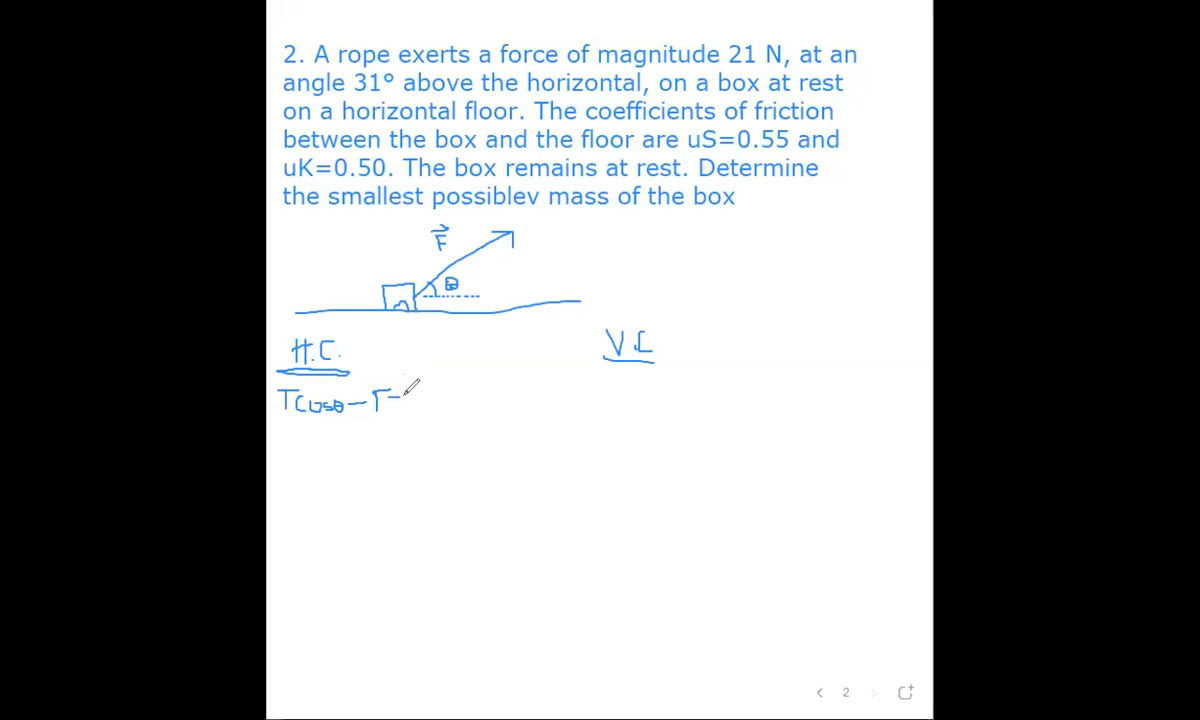 2. A rope exerts a force of magnitude 21 N, at an
angle 31° above the horizontal, on a box at rest
on a horizontal floor. The coefficients of friction
between the box and the floor are uS=0.55 and
uK=0.50. The box remains at rest. Determine
the smallest possiblev mass of the box
F
θ
H.C.
V C
Tcosθ-
2